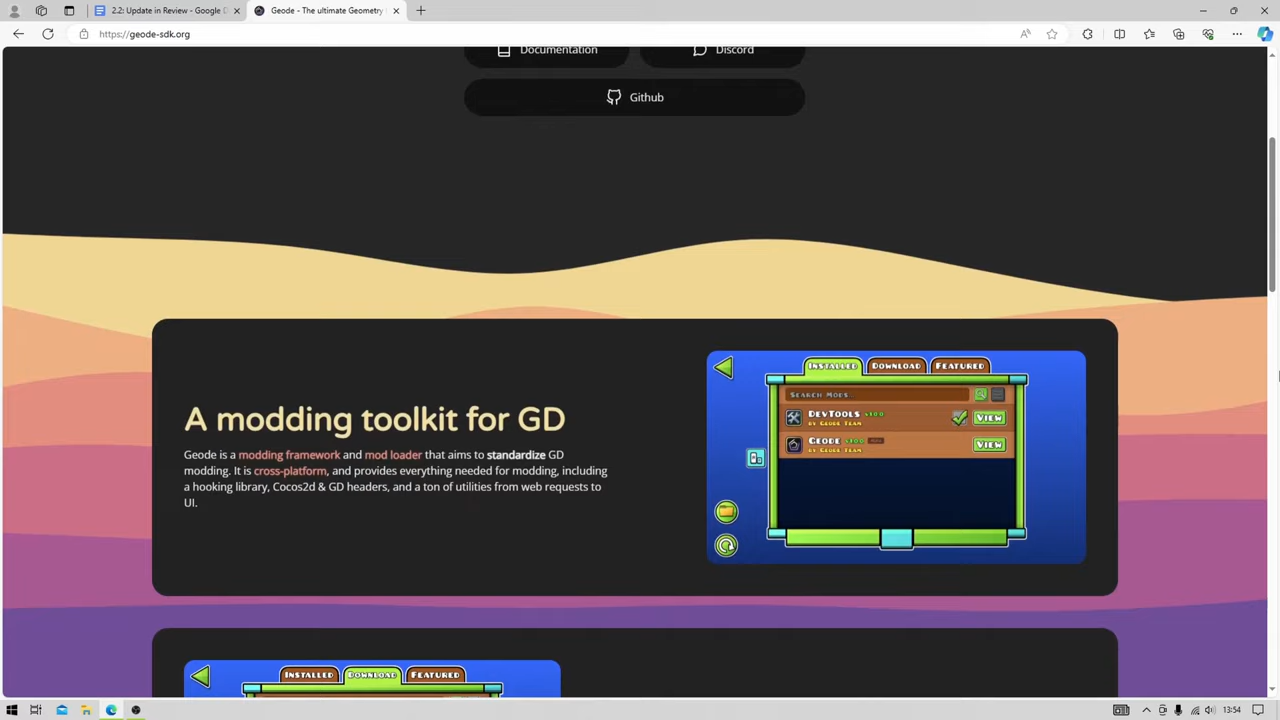 2.2: Update in Review - Google D
Geode - The ultimate Geometry
https://geode-sdk.org
Documentation
Discord
Github
A modding toolkit for GD
Geode is a modding framework and mod loader that aims to standardize GD
modding. It is cross-platform, and provides everything needed for modding, including
a hooking library, Cocos2d & GD headers, and a ton of utilities from web requests to
UI.
Installed
Download
Featured
Search Mods..
DevTools
by Geode Team
View
Geode
by Geode Team
View
Installed
Download
Featured
13:54